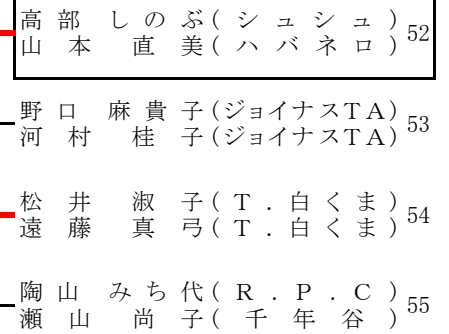 高部 しのぶ(シュシュ) 52
山本 直美(ハバネロ)
野口 麻貴子(ジョイナスTA) 53
河村 桂子(ジョイナスTA)
松井 淑子(T.白くま) 54
遠藤 真弓(T.白くま)
陶山 みち代(R.P.C) 55
瀬山 尚子(千年谷)